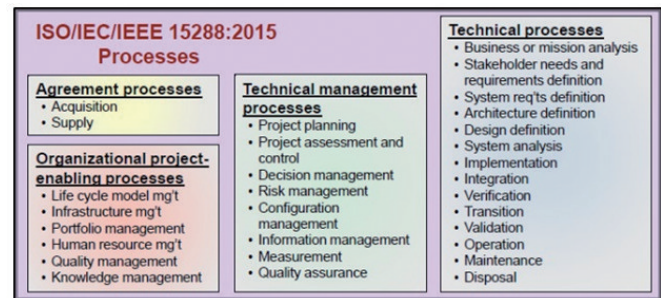 ISO/IEC/IEEE 15288:2015
Processes
Agreement processes
• Acquisition
• Supply
Organizational project-
enabling processes
• Life cycle model mg't
• Infrastructure mg't
• Portfolio management
• Human resource mg't
• Quality management
• Knowledge management
Technical management
processes
• Project planning
• Project assessment and
control
• Decision management
• Risk management
• Configuration
management
• Information management
• Measurement
• Quality assurance
Technical processes
• Business or mission analysis
• Stakeholder needs and
requirements definition
• System req'ts definition
• Architecture definition
• Design definition
• System analysis
• Implementation
• Integration
• Verification
• Transition
• Validation
• Operation
• Maintenance
• Disposal